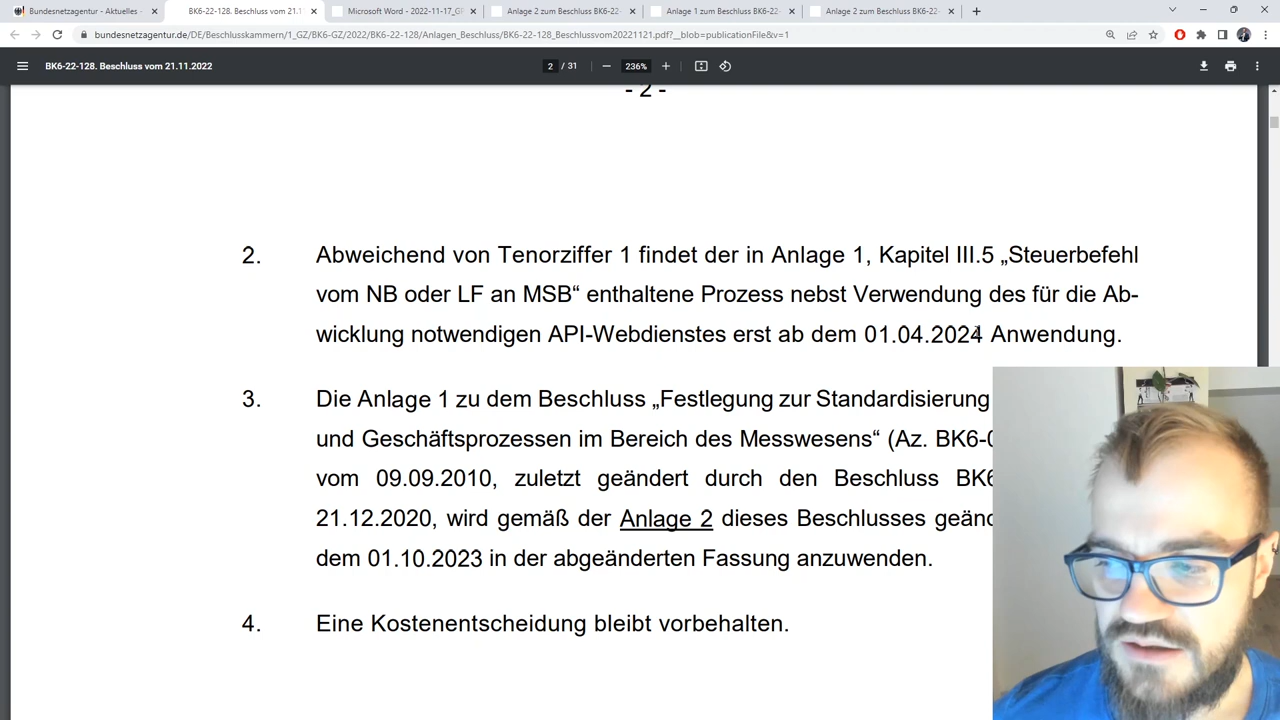 Bundesnetzagentur - Aktuelles -
BK6-22-128. Beschluss vom 21.1
Microsoft Word - 2022-11-17_G
Anlage 2 zum Beschluss BK6-22-
Anlage 1 zum Beschluss BK6-22-
Anlage 2 zum Beschluss BK6-22-
bundesnetzagentur.de/DE/Beschlusskammern/1_GZ/BK6-GZ/2022/BK6-22-128/Anlagen_Beschluss/BK6-22-128_Beschlussvom20221121.pdf?__blob=publicationFile&v=1
BK6-22-128. Beschluss vom 21.11.2022
2 / 31
236%
- 2 -
2. Abweichend von Tenorziffer 1 findet der in Anlage 1, Kapitel III.5 „Steuerbefehl
vom NB oder LF an MSB“ enthaltene Prozess nebst Verwendung des für die Ab-
wicklung notwendigen API-Webdienstes erst ab dem 01.04.2024 Anwendung.
3. Die Anlage 1 zu dem Beschluss „Festlegung zur Standardisierung
und Geschäftsprozessen im Bereich des Messwesens“ (Az. BK6-0
vom 09.09.2010, zuletzt geändert durch den Beschluss BK6
21.12.2020, wird gemäß der Anlage 2 dieses Beschlusses geänd
dem 01.10.2023 in der abgeänderten Fassung anzuwenden.
4. Eine Kostenentscheidung bleibt vorbehalten.